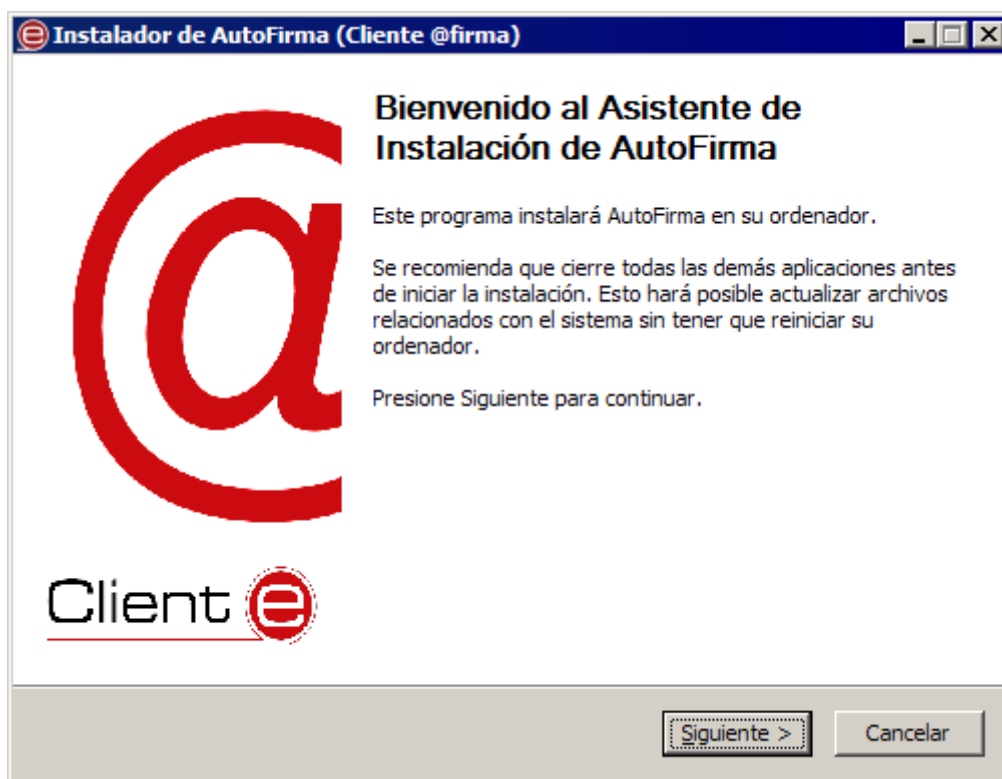 Instalador de AutoFirma (Cliente @firma)
Bienvenido al Asistente de
Instalación de AutoFirma
Este programa instalará AutoFirma en su ordenador.
Se recomienda que cierre todas las demás aplicaciones antes
de iniciar la instalación. Esto hará posible actualizar archivos
relacionados con el sistema sin tener que reiniciar su
ordenador.
Presione Siguiente para continuar.
@
Client e
Siguiente >
Cancelar